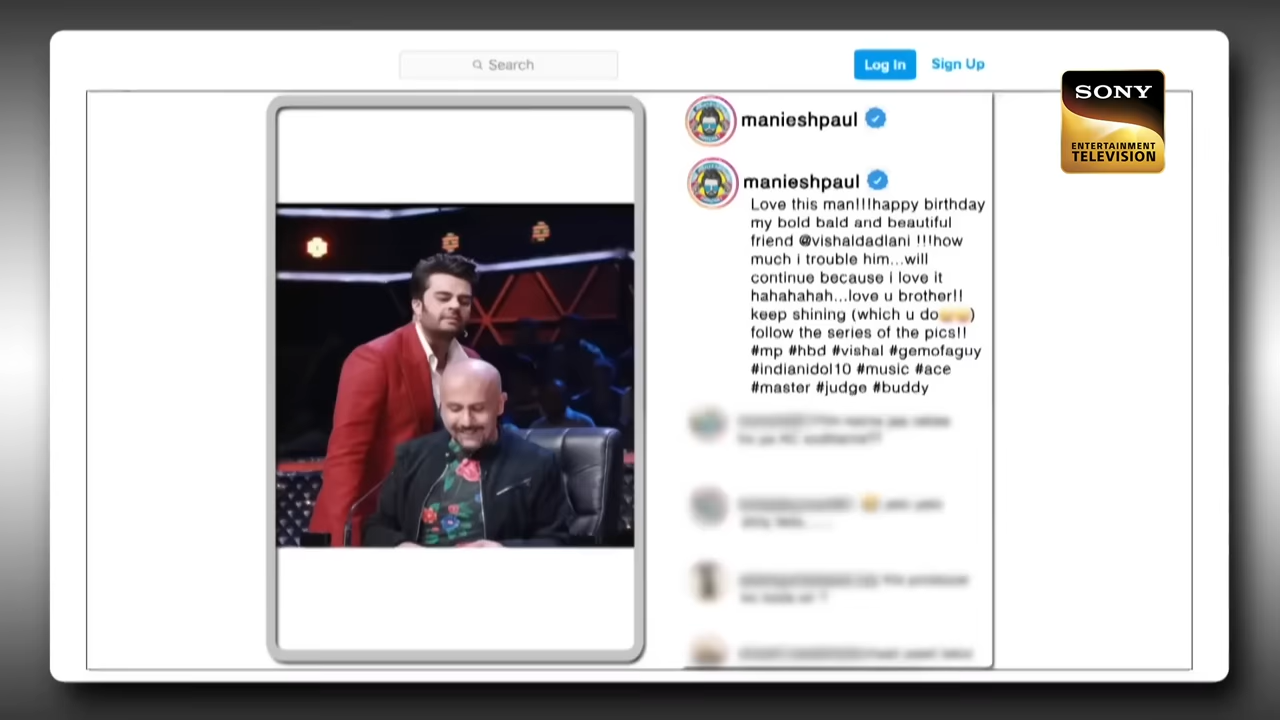 Search
Log In
Sign Up
SONY
ENTERTAINMENT
TELEVISION
manieshpaul
manieshpaul
Love this man!!!happy birthday
my bold bald and beautiful
friend @vishaldadlani !!!how
much i trouble him...will
continue because i love it
hahahahah...love u brother!!
keep shining (which u do😝😝)
follow the series of the pics!!
#mp #hbd #vishal #gemofaguy
#indianidol10 #music #ace
#master #judge #buddy